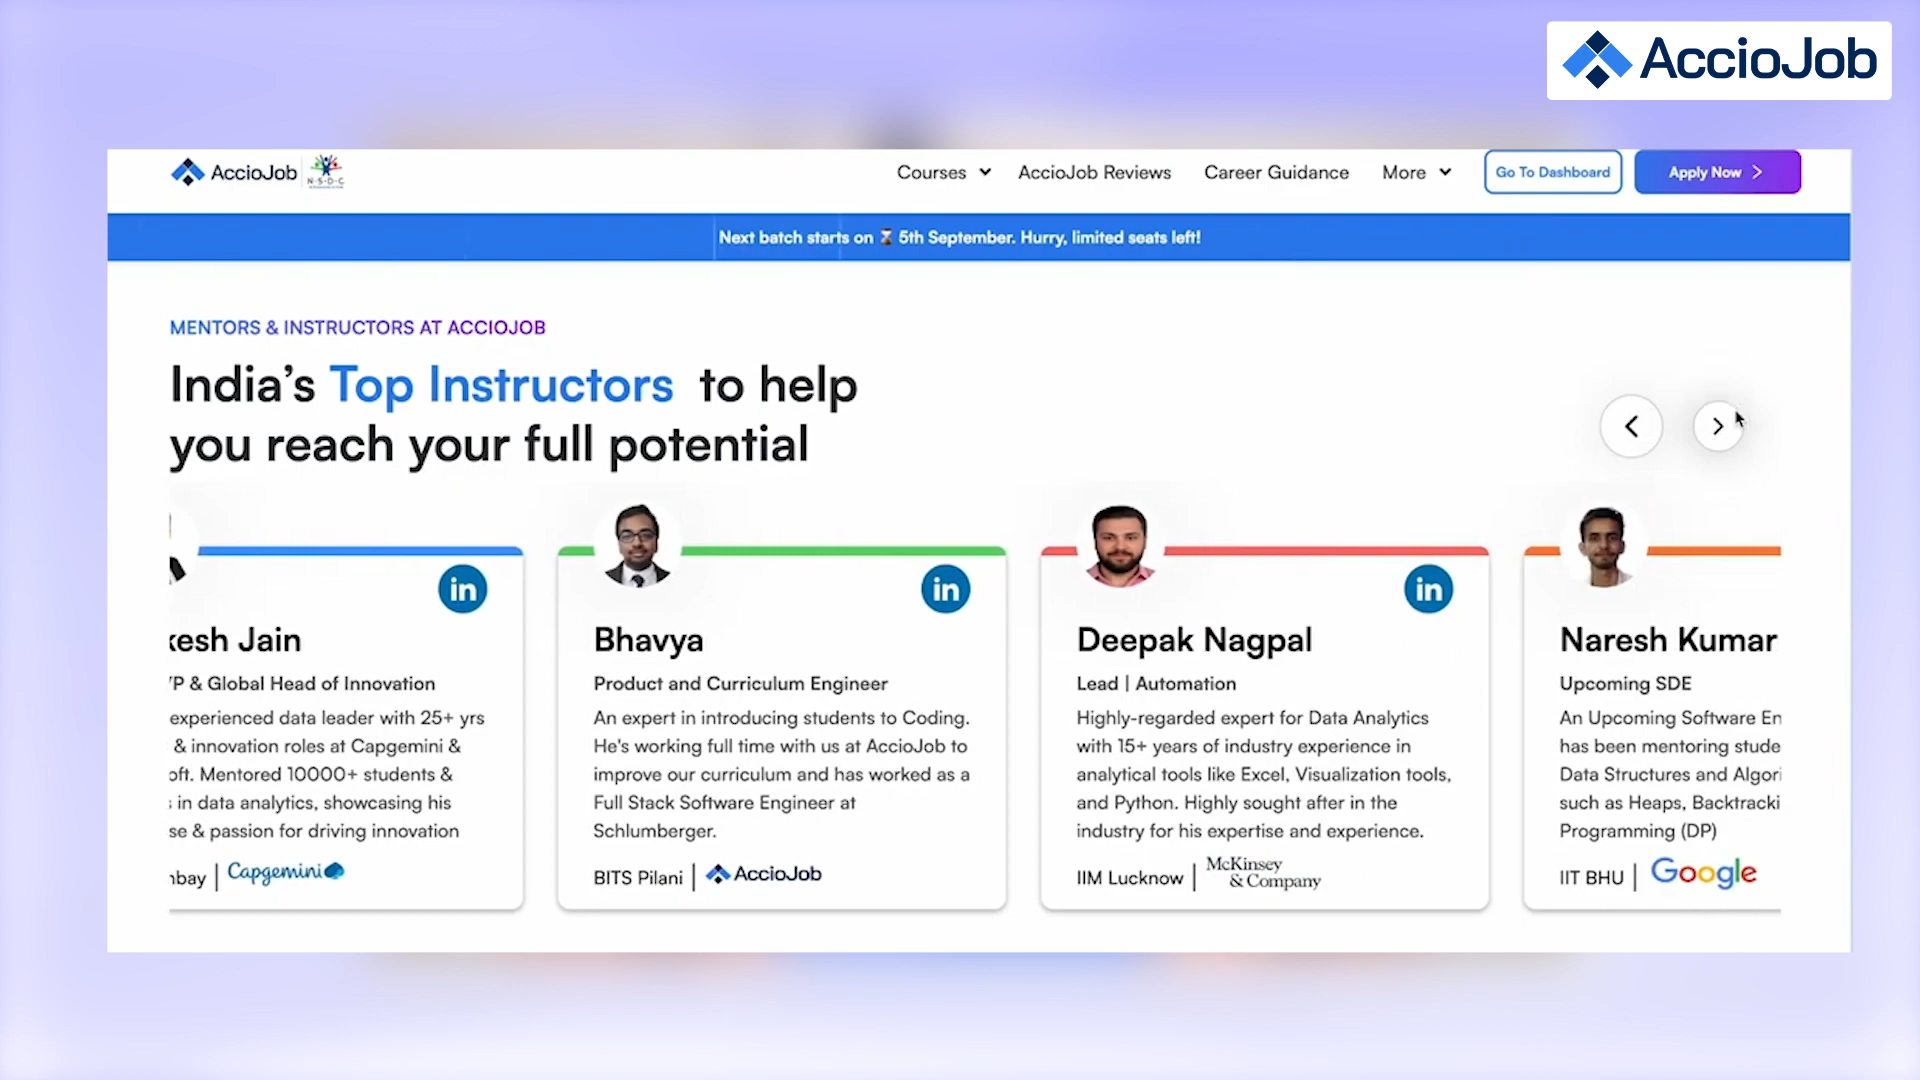 AccioJob
AccioJob
N·S·D·C
Courses
AccioJob Reviews
Career Guidance
More
Go To Dashboard
Apply Now
Next batch starts on ⌛ 5th September. Hurry, limited seats left!
MENTORS & INSTRUCTORS AT ACCIOJOB
India's Top Instructors to help
you reach your full potential
in
kesh Jain
VP & Global Head of Innovation
experienced data leader with 25+ yrs
& innovation roles at Capgemini &
oft. Mentored 10000+ students &
in data analytics, showcasing his
se & passion for driving innovation
mbay | Capgemini
in
Bhavya
Product and Curriculum Engineer
An expert in introducing students to Coding.
He's working full time with us at AccioJob to
improve our curriculum and has worked as a
Full Stack Software Engineer at
Schlumberger.
BITS Pilani | AccioJob
in
Deepak Nagpal
Lead | Automation
Highly-regarded expert for Data Analytics
with 15+ years of industry experience in
analytical tools like Excel, Visualization tools,
and Python. Highly sought after in the
industry for his expertise and experience.
IIM Lucknow | McKinsey
& Company
Naresh Kumar
Upcoming SDE
An Upcoming Software En
has been mentoring stude
Data Structures and Algori
such as Heaps, Backtracki
Programming (DP)
IIT BHU | Google